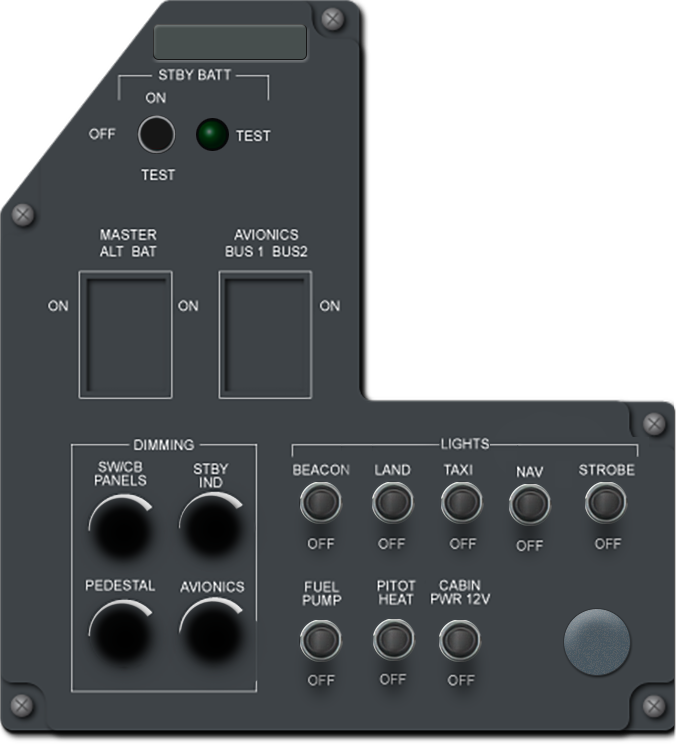 STBY BATT
ON
OFF
TEST
TEST
MASTER
ALT BAT
AVIONICS
BUS 1 BUS2
ON
ON
ON
DIMMING
SW/CB
PANELS
STBY
IND
PEDESTAL
AVIONICS
LIGHTS
BEACON
LAND
TAXI
NAV
STROBE
OFF
OFF
OFF
OFF
OFF
FUEL
PUMP
PITOT
HEAT
CABIN
PWR 12V
OFF
OFF
OFF